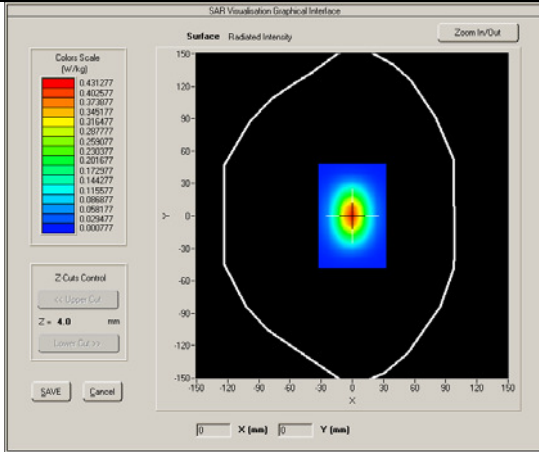 SAR Visualisation Graphical Interface
Surface Radiated Intensity
Zoom In/Out
Colors Scale
(W/kg)
0.431277
0.402577
0.373877
0.345177
0.316477
0.287777
0.259077
0.230377
0.201677
0.172977
0.144277
0.115577
0.086877
0.058177
0.029477
0.000777
150
120
90
60
30
0
-30
-60
-90
-120
-150
Y
-150 -120 -90 -60 -30 0 30 60 90 120 150
X
Z Cuts Control
<< Upper Cut
Z = 4.0 mm
Lower Cut >>
SAVE Cancel
0 X (mm) 0 Y (mm)